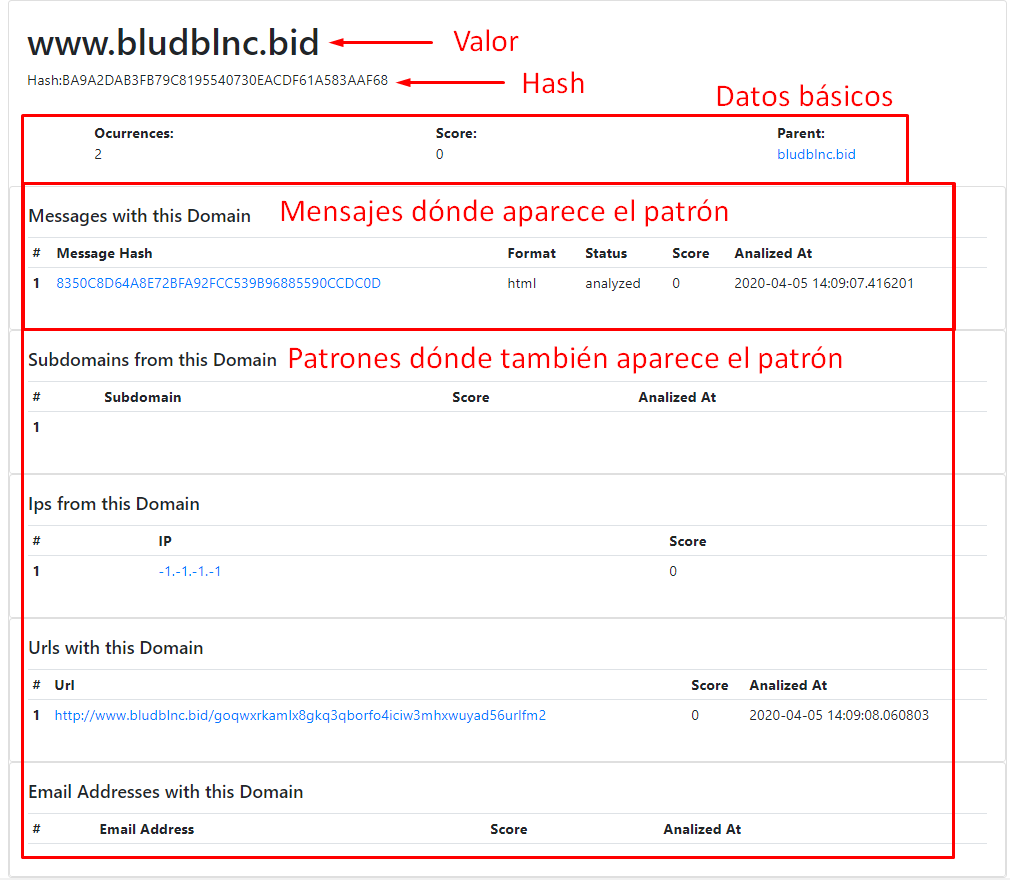 www.bludblnc.bid Valor
Hash:BA9A2DAB3FB79C8195540730EACDF61A583AAF68 Hash
Datos básicos
Ocurrences: Score: Parent:
2 0 bludblnc.bid
Messages with this Domain Mensajes dónde aparece el patrón
# Message Hash Format Status Score Analized At
1 8350C8D64A8E72BFA92FCC539B96885590CCDC0D html analyzed 0 2020-04-05 14:09:07.416201
Subdomains from this Domain Patrones dónde también aparece el patrón
# Subdomain Score Analized At
1
Ips from this Domain
# IP Score
1 -1.-1.-1.-1 0
Urls with this Domain
# Url Score Analized At
1 http://www.bludblnc.bid/goqwxrkamlx8gkq3qborfo4iciw3mhxwuyad56urlfm2 0 2020-04-05 14:09:08.060803
Email Addresses with this Domain
# Email Address Score Analized At